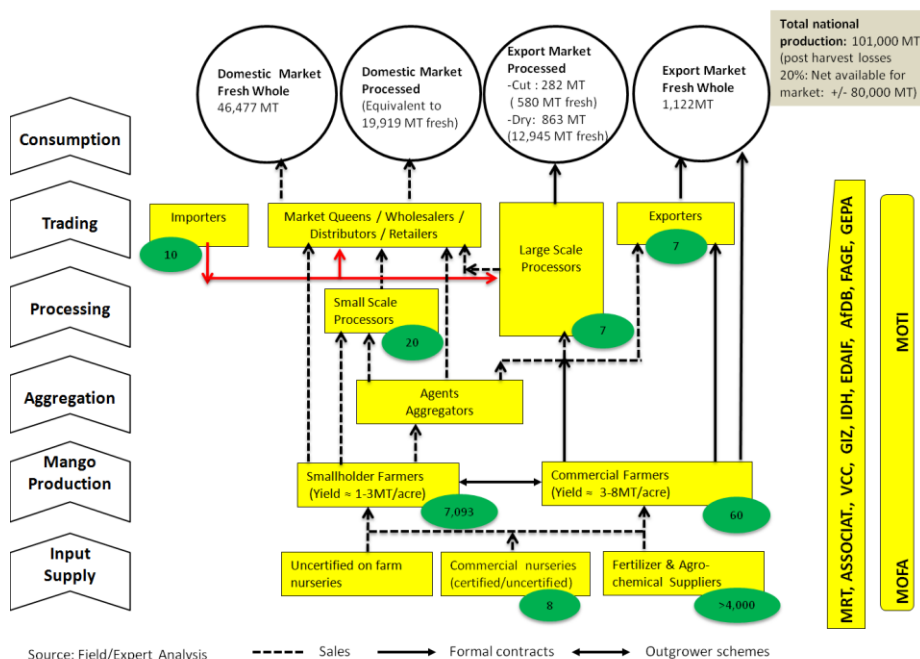 Total national
production: 101,000 MT
(post harvest losses
20%: Net available for
market: +/- 80,000 MT)
Domestic Market
Fresh Whole
46,477 MT
Domestic Market
Processed
(Equivalent to
19,919 MT fresh)
Export Market
Processed
-Cut : 282 MT
( 580 MT fresh)
-Dry: 863 MT
(12,945 MT fresh)
Export Market
Fresh Whole
1,122MT
Consumption
Trading
Importers
10
Market Queens / Wholesalers /
Distributors / Retailers
Large Scale
Processors
7
Exporters
7
Processing
Small Scale
Processors
20
Aggregation
Agents
Aggregators
Mango
Production
Smallholder Farmers
(Yield ≈ 1-3MT/acre)
7,093
Commercial Farmers
(Yield ≈ 3-8MT/acre)
60
Input
Supply
Uncertified on farm
nurseries
Commercial nurseries
(certified/uncertified)
8
Fertilizer & Agro-
chemical Suppliers
>4,000
MRT, ASSOCIAT., VCC, GIZ, IDH, EDAIF, AfDB, FAGE, GEPA
MOFA MOTI
Source: Field/Expert Analysis Sales Formal contracts Outgrower schemes